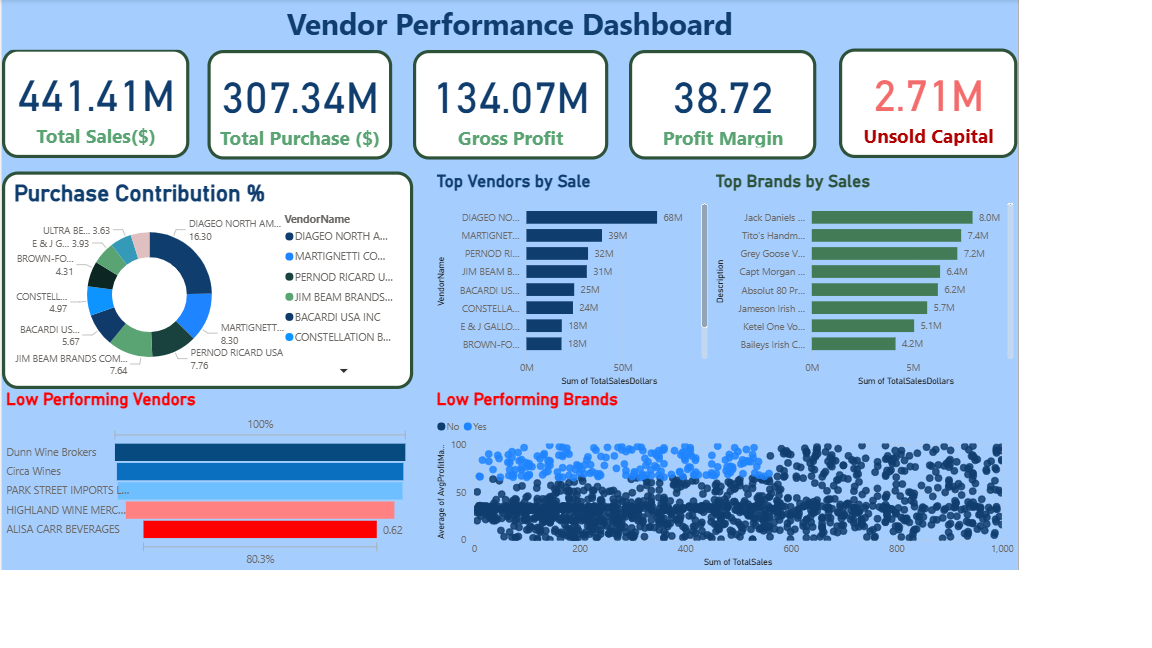 Vendor Performance Dashboard
441.41M
Total Sales($)
307.34M
Total Purchase ($)
134.07M
Gross Profit
38.72
Profit Margin
2.71M
Unsold Capital
Purchase Contribution %
DIAGEO NORTH AM...
16.30
MARTIGNETT...
8.30
PERNOD RICARD USA
7.76
JIM BEAM BRANDS COM...
7.64
BACARDI US...
5.67
CONSTELL...
4.97
BROWN-FO...
4.31
E & J G... 3.93
ULTRA BE... 3.63
VendorName
DIAGEO NORTH A...
MARTIGNETTI CO...
PERNOD RICARD U...
JIM BEAM BRANDS...
BACARDI USA INC
CONSTELLATION B...
Top Vendors by Sale
VendorName
DIAGEO NO... 68M
MARTIGNET... 39M
PERNOD RI... 32M
JIM BEAM B... 31M
BACARDI US... 25M
CONSTELLA... 24M
E & J GALLO... 18M
BROWN-FO... 18M
0M 50M
Sum of TotalSalesDollars
Top Brands by Sales
Description
Jack Daniels ... 8.0M
Tito's Handm... 7.4M
Grey Goose V... 7.2M
Capt Morgan ... 6.4M
Absolut 80 Pr... 6.2M
Jameson Irish ... 5.7M
Ketel One Vo... 5.1M
Baileys Irish C... 4.2M
0M 5M
Sum of TotalSalesDollars
Low Performing Vendors
100%
Dunn Wine Brokers
Circa Wines
PARK STREET IMPORTS L...
HIGHLAND WINE MERC...
ALISA CARR BEVERAGES 0.62
80.3%
Low Performing Brands
No Yes
Average of AvgProfitMa...
100
50
0
0 200 400 600 800 1,000
Sum of TotalSales